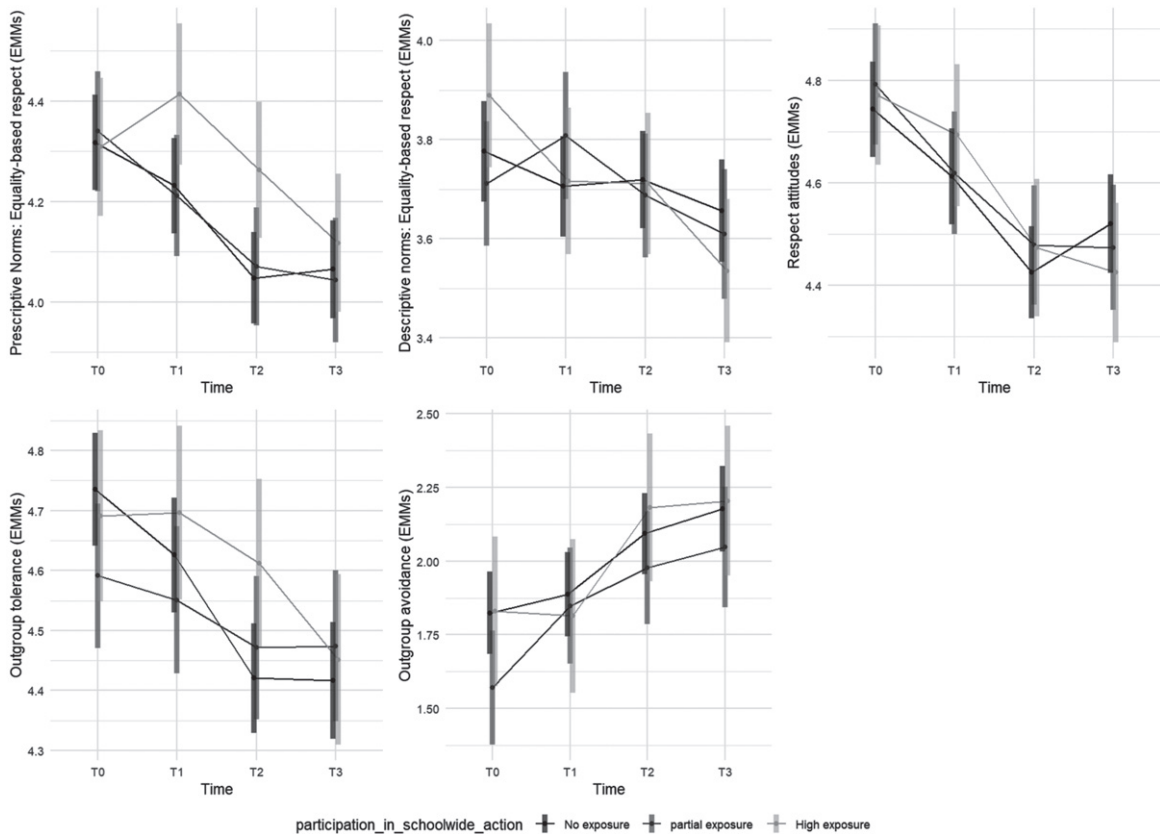 Prescriptive Norms: Equality-based respect (EMMs)
4.4
4.2
4.0
T0 T1 T2 T3
Time
Descriptive norms: Equality-based respect (EMMs)
4.0
3.8
3.6
3.4
T0 T1 T2 T3
Time
Respect attitudes (EMMs)
4.8
4.6
4.4
T0 T1 T2 T3
Time
Outgroup tolerance (EMMs)
4.8
4.7
4.6
4.5
4.4
4.3
T0 T1 T2 T3
Time
Outgroup avoidance (EMMs)
2.50
2.25
2.00
1.75
1.50
T0 T1 T2 T3
Time
participation_in_schoolwide_action No exposure partial exposure High exposure